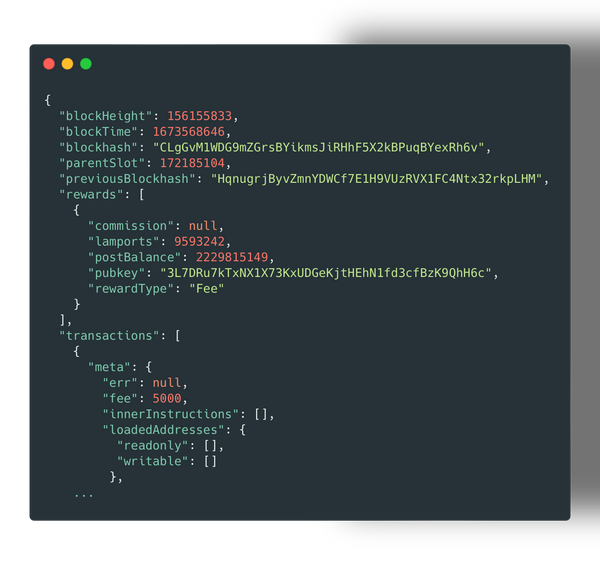 {
"blockHeight": 156155833,
"blockTime": 1673568646,
"blockhash": "CLgGvM1WDG9mZGrsBYikmsJiRHhF5X2kBPuqBYexRh6v",
"parentSlot": 172185104,
"previousBlockhash": "HqnugrjByvZmnYDWCf7E1H9VUzRVX1FC4Ntx32rkpLHM",
"rewards": [
{
"commission": null,
"lamports": 9593242,
"postBalance": 2229815149,
"pubkey": "3L7DRu7kTxNX1X73KxUDGeKjtHEhN1fd3cfBzK9QhH6c",
"rewardType": "Fee"
}
],
"transactions": [
{
"meta": {
"err": null,
"fee": 5000,
"innerInstructions": [],
"loadedAddresses": {
"readonly": [],
"writable": []
},
...